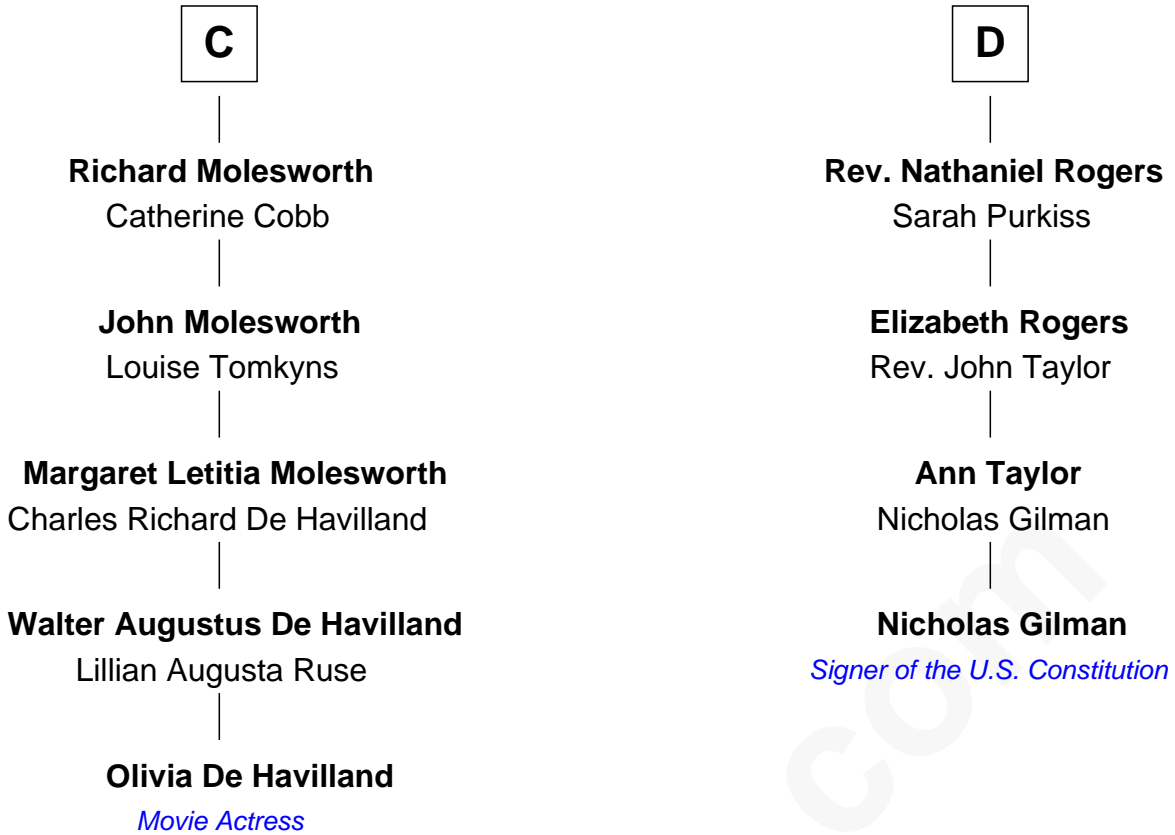 C
Richard Molesworth
Catherine Cobb
John Molesworth
Louise Tomkyns
Margaret Letitia Molesworth
Charles Richard De Havilland
Walter Augustus De Havilland
Lillian Augusta Ruse
Olivia De Havilland
Movie Actress
D
Rev. Nathaniel Rogers
Sarah Purkiss
Elizabeth Rogers
Rev. John Taylor
Ann Taylor
Nicholas Gilman
Nicholas Gilman
Signer of the U.S. Constitution
com